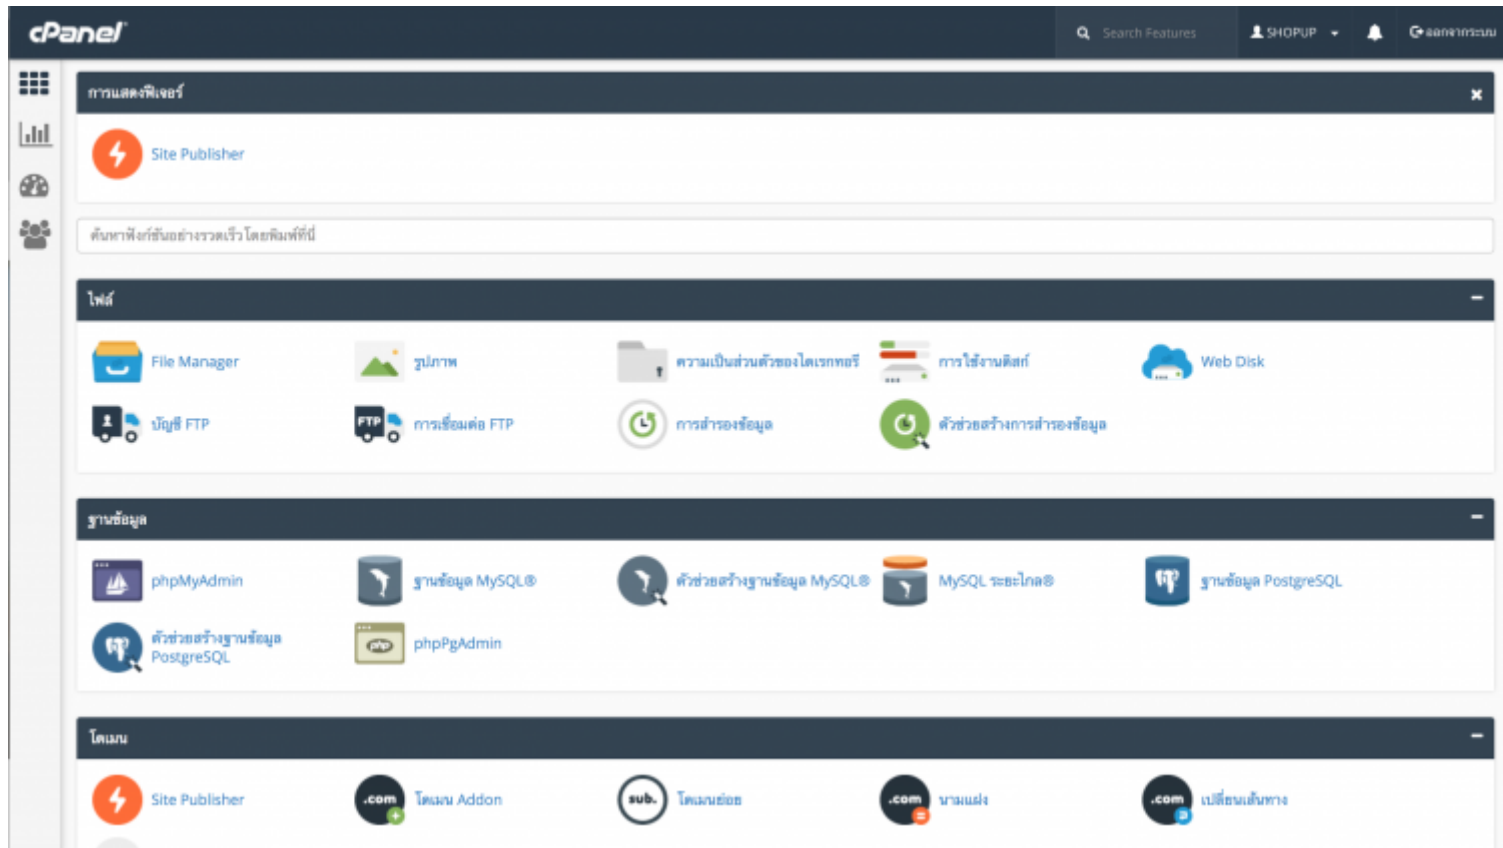 cPanel
Search Features
SHOPUP
ออกจากระบบ
การแสดงฟีเจอร์
Site Publisher
ค้นหาฟังก์ชันอย่างรวดเร็วโดยพิมพ์ที่นี่
ไฟล์
File Manager
รูปภาพ
ความเป็นส่วนตัวของไดเรกทอรี
การใช้งานดิสก์
Web Disk
บัญชี FTP
FTP
การเชื่อมต่อ FTP
การสำรองข้อมูล
ตัวช่วยสร้างการสำรองข้อมูล
ฐานข้อมูล
phpMyAdmin
ฐานข้อมูล MySQL®
ตัวช่วยสร้างฐานข้อมูล MySQL®
MySQL ระยะไกล®
ฐานข้อมูล PostgreSQL
ตัวช่วยสร้างฐานข้อมูล
PostgreSQL
php
phpPgAdmin
โดเมน
Site Publisher
.com
โดเมน Addon
sub.
โดเมนย่อย
.com
นามแฝง
.com
เปลี่ยนเส้นทาง